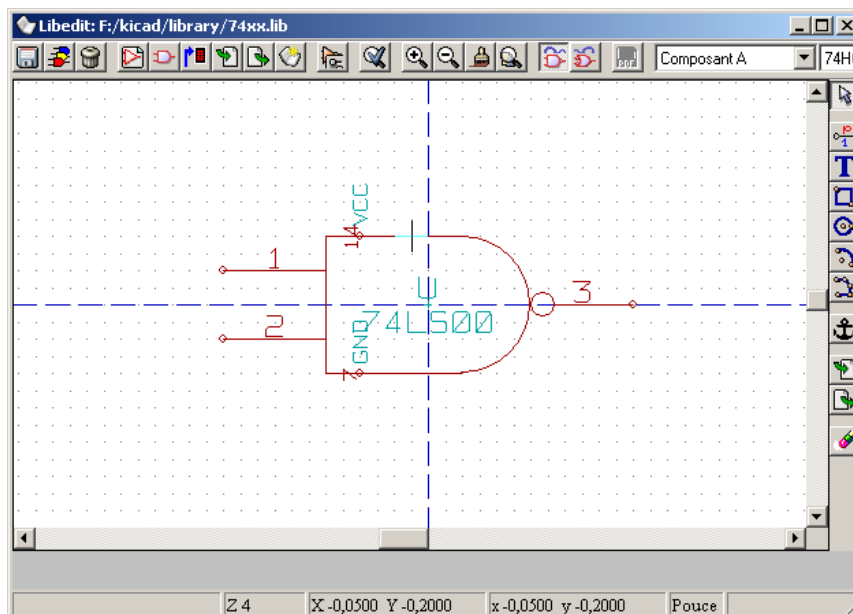 Libedit: F:/kicad/library/74xx.lib
PDF
Composant A
74H
VCC
14
1
U
3
74LS00
2
GND
7
T
Z 4
X -0,0500 Y -0,2000
x -0,0500 y -0,2000
Pouce